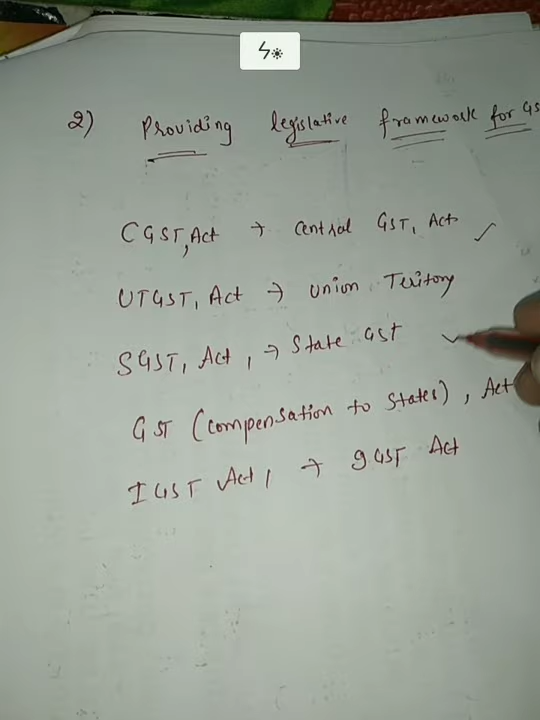 2) Providing legislative framework for GS
CGST, Act → Central GST, Act ✓
UTGST, Act → Union Teritory
SGST, Act, → State GST ✓
GST (compensation to States), Act
IGST Act, → IGST Act